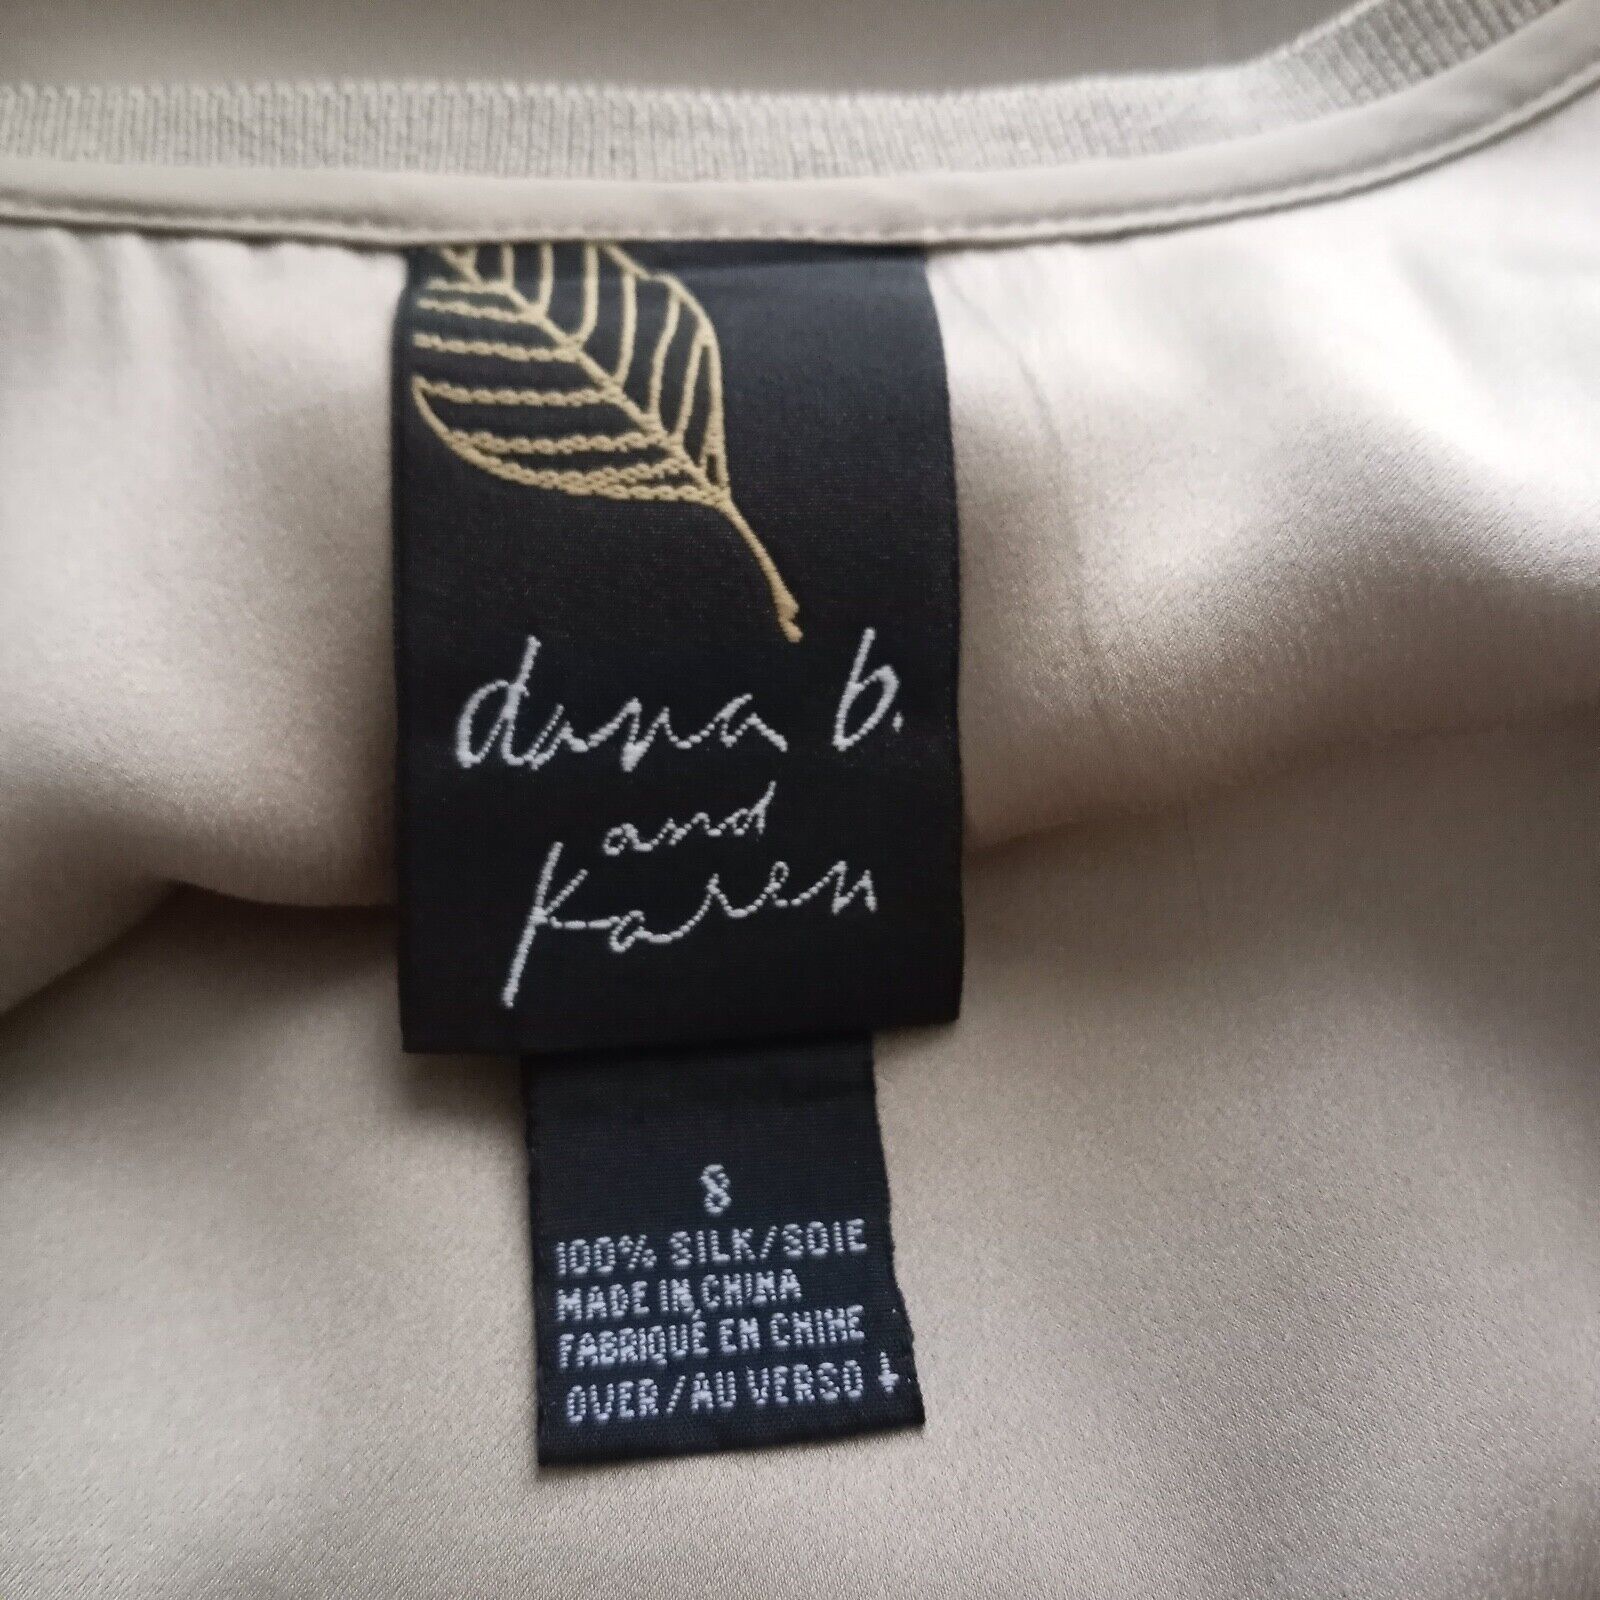 dana b.
and
Karen
8
100% SILK/SOIE
MADE IN CHINA
FABRIQUÉ EN CHINE
OVER/AU VERSO ↓